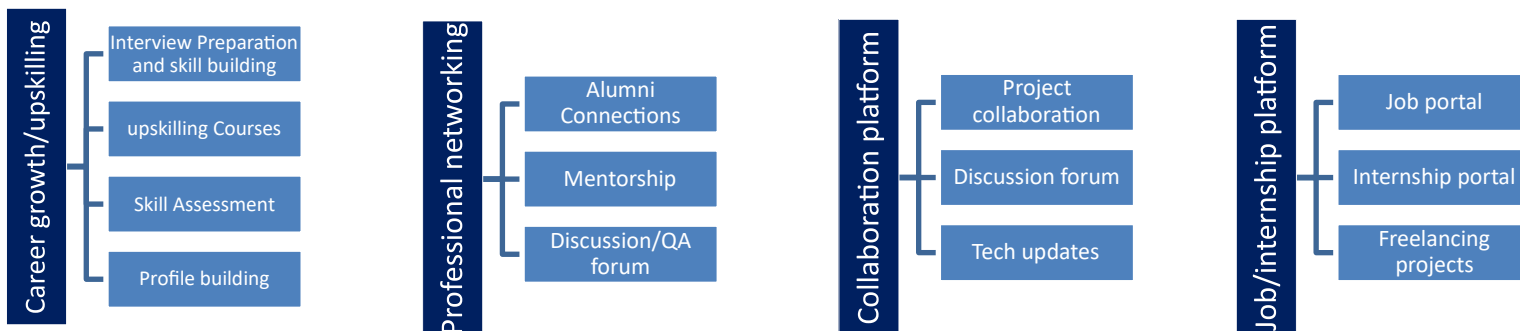 Career growth/upskilling
Interview Preparation
and skill building
upskilling Courses
Skill Assessment
Profile building
Professional networking
Alumni
Connections
Mentorship
Discussion/QA
forum
Collaboration platform
Project
collaboration
Discussion forum
Tech updates
Job/internship platform
Job portal
Internship portal
Freelancing
projects